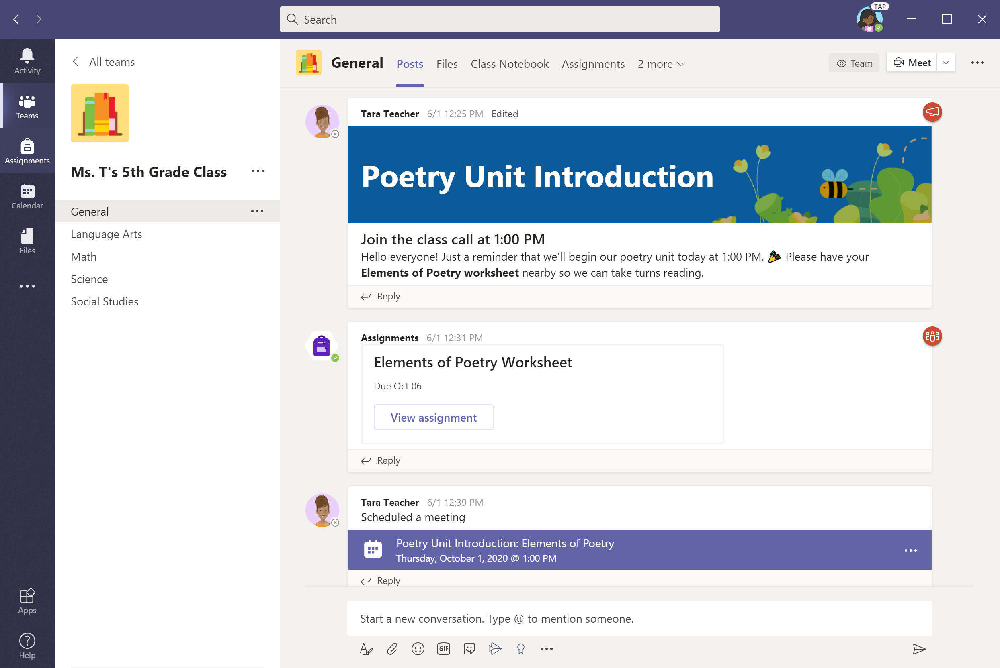 Search
TAP
Activity
Teams
Assignments
Calendar
Files
Apps
Help
All teams
Ms. T's 5th Grade Class
General
Language Arts
Math
Science
Social Studies
General Posts Files Class Notebook Assignments 2 more
Team Meet
Tara Teacher 6/1 12:25 PM Edited
Poetry Unit Introduction
Join the class call at 1:00 PM
Hello everyone! Just a reminder that we'll begin our poetry unit today at 1:00 PM. 🎉 Please have your
Elements of Poetry worksheet nearby so we can take turns reading.
Reply
Assignments 6/1 12:31 PM
Elements of Poetry Worksheet
Due Oct 06
View assignment
Reply
Tara Teacher 6/1 12:39 PM
Scheduled a meeting
Poetry Unit Introduction: Elements of Poetry
Thursday, October 1, 2020 @ 1:00 PM
Reply
Start a new conversation. Type @ to mention someone.
GIF